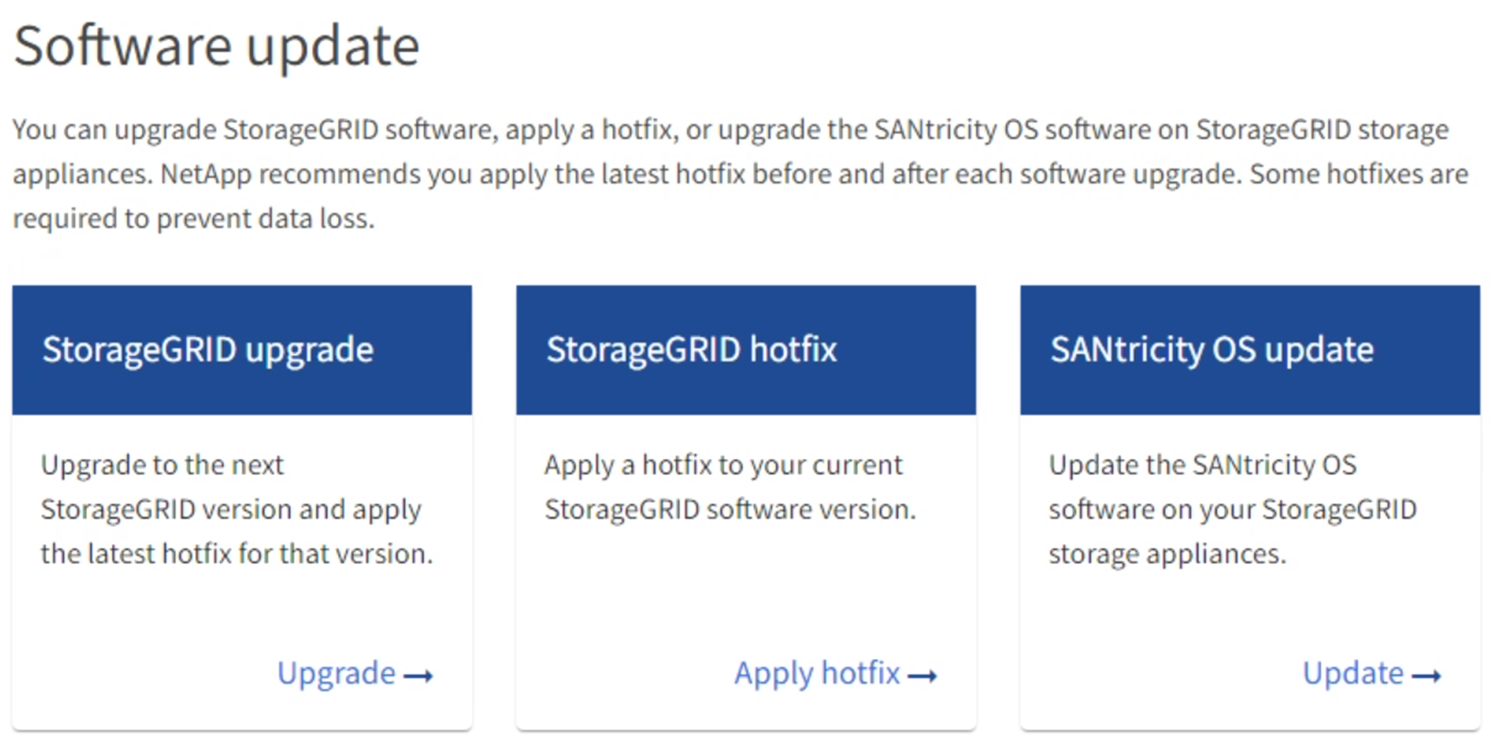 Software update
You can upgrade StorageGRID software, apply a hotfix, or upgrade the SANtricity OS software on StorageGRID storage
appliances. NetApp recommends you apply the latest hotfix before and after each software upgrade. Some hotfixes are
required to prevent data loss.
StorageGRID upgrade
Upgrade to the next
StorageGRID version and apply
the latest hotfix for that version.
Upgrade →
StorageGRID hotfix
Apply a hotfix to your current
StorageGRID software version.
Apply hotfix →
SANtricity OS update
Update the SANtricity OS
software on your StorageGRID
storage appliances.
Update →